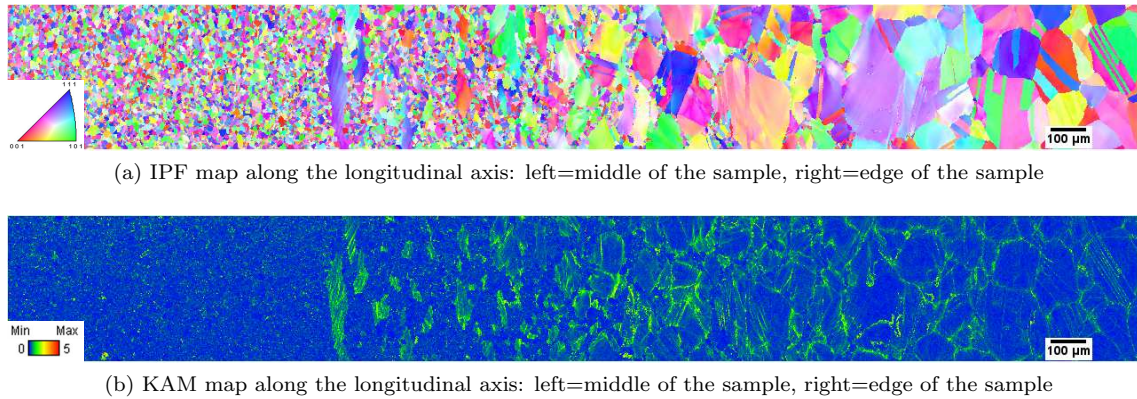 111
001 101
100 µm
(a) IPF map along the longitudinal axis: left=middle of the sample, right=edge of the sample
Min Max
0 5
100 µm
(b) KAM map along the longitudinal axis: left=middle of the sample, right=edge of the sample